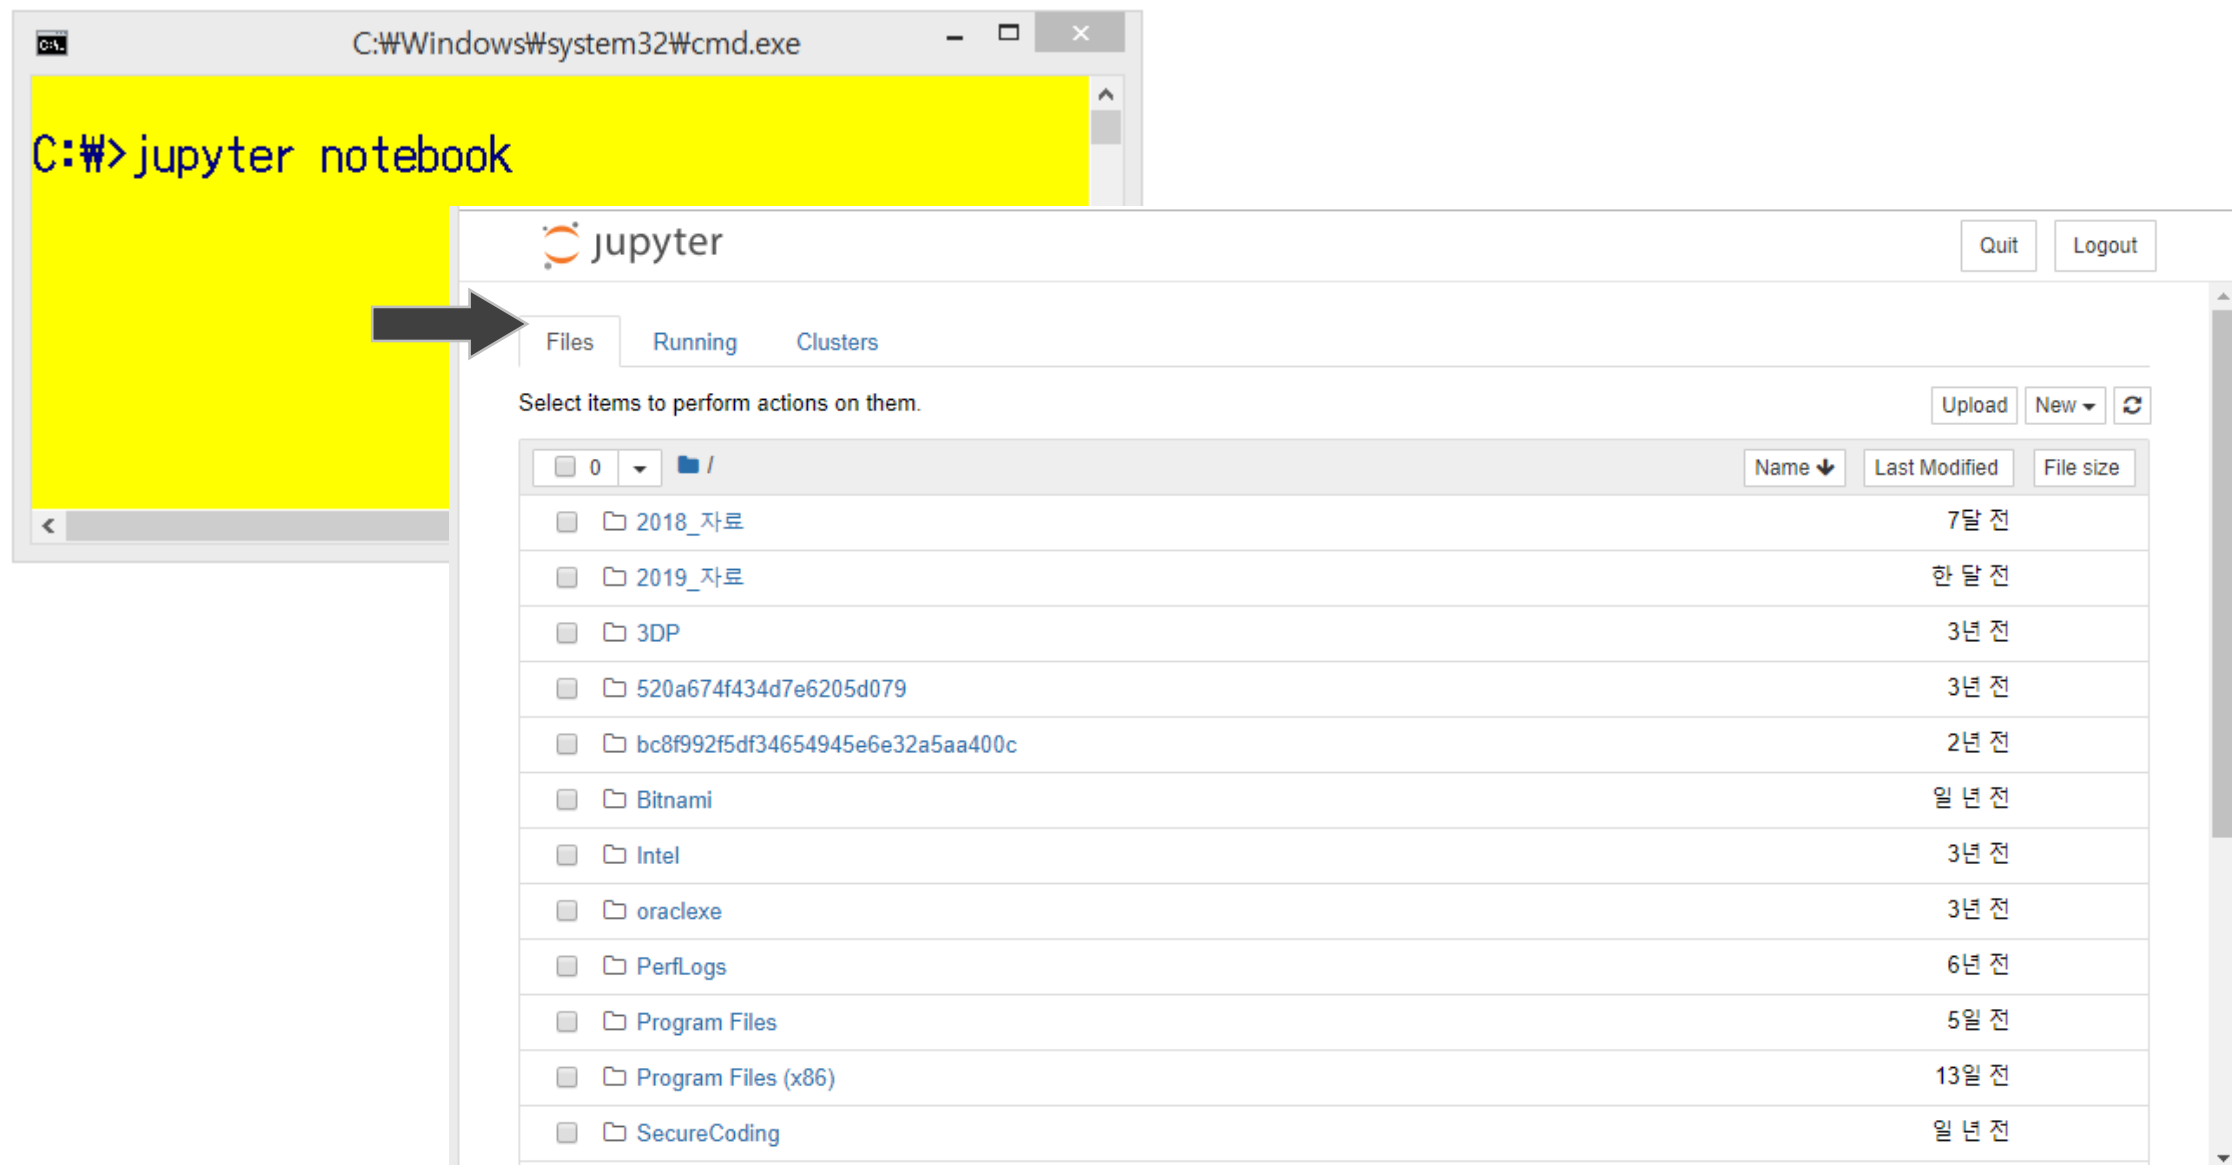 C:₩Windows₩system32₩cmd.exe
C:₩>jupyter notebook
jupyter
Quit Logout
Files Running Clusters
Select items to perform actions on them.
Upload New
0 / Name Last Modified File size
2018_자료 7달 전
2019_자료 한 달 전
3DP 3년 전
520a674f434d7e6205d079 3년 전
bc8f992f5df34654945e6e32a5aa400c 2년 전
Bitnami 일 년 전
Intel 3년 전
oraclexe 3년 전
PerfLogs 6년 전
Program Files 5일 전
Program Files (x86) 13일 전
SecureCoding 일 년 전